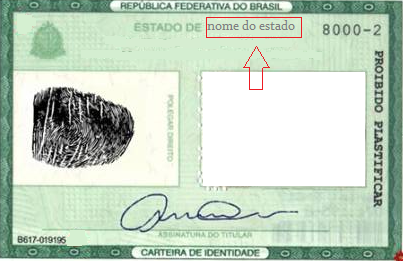 REPÚBLICA FEDERATIVA DO BRASIL
ESTADO DE nome do estado
8000-2
PROIBIDO PLASTIFICAR
POLEGAR DIREITO
ASSINATURA DO TITULAR
B617-019195
CARTEIRA DE IDENTIDADE